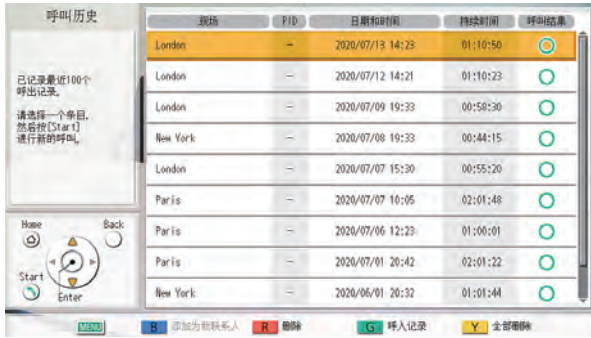 呼叫历史
已记录最近100个
呼出记录。
请选择一个条目,
然后按[Start]
进行新的呼叫。
Home
Back
Start
Enter
现场 PID 日期和时间 持续时间 呼叫结果
London – 2020/07/13 14:23 01:10:50
London – 2020/07/12 14:21 01:10:23
London – 2020/07/09 19:33 00:58:30
New York – 2020/07/08 19:33 00:44:15
London – 2020/07/07 15:30 00:55:20
Paris – 2020/07/07 10:05 02:01:48
Paris – 2020/07/06 12:23 01:00:01
Paris – 2020/07/01 20:42 02:01:22
New York – 2020/06/01 20:32 01:01:44
MENU B 添加为新联系人 R 删除 G 呼入记录 Y 全部删除